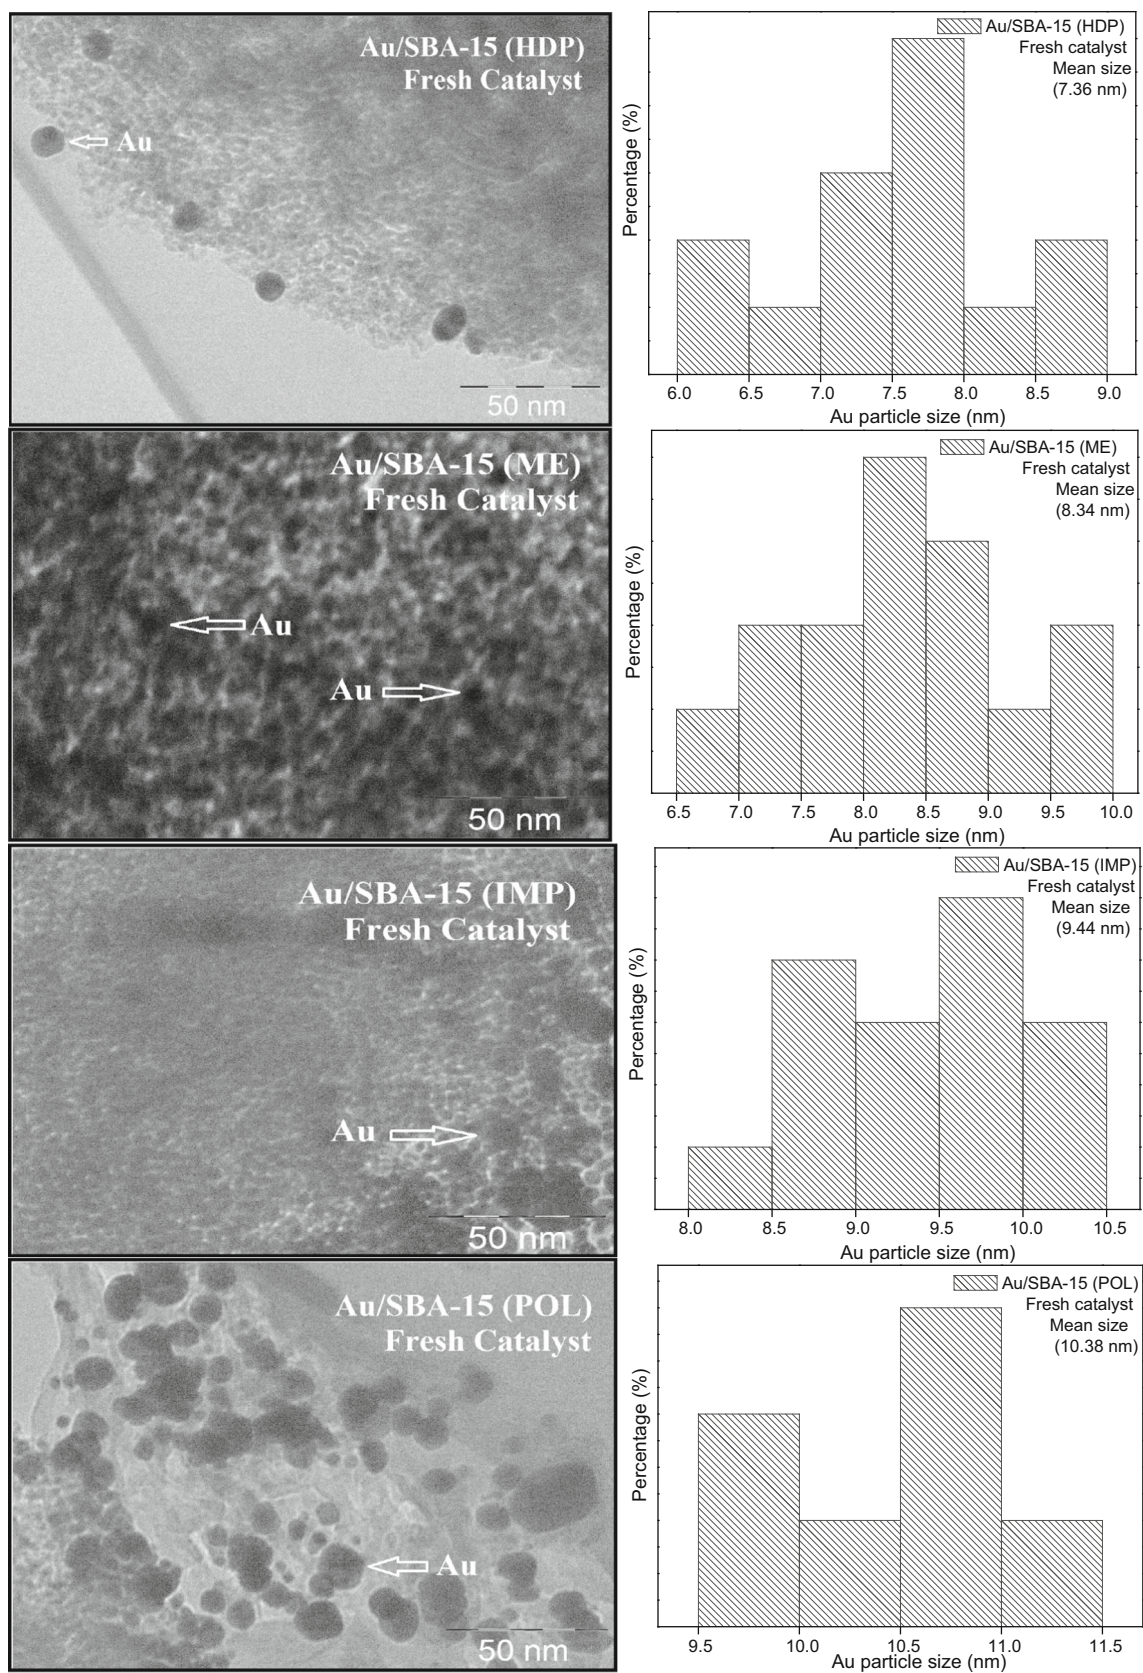 Au/SBA-15 (HDP)
Fresh Catalyst
Au
50 nm
Au/SBA-15 (HDP)
Fresh catalyst
Mean size
(7.36 nm)
Percentage (%)
6.0 6.5 7.0 7.5 8.0 8.5 9.0
Au particle size (nm)
Au/SBA-15 (ME)
Fresh Catalyst
Au
Au
50 nm
Au/SBA-15 (ME)
Fresh catalyst
Mean size
(8.34 nm)
Percentage (%)
6.5 7.0 7.5 8.0 8.5 9.0 9.5 10.0
Au particle size (nm)
Au/SBA-15 (IMP)
Fresh Catalyst
Au
50 nm
Au/SBA-15 (IMP)
Fresh catalyst
Mean size
(9.44 nm)
Percentage (%)
8.0 8.5 9.0 9.5 10.0 10.5
Au particle size (nm)
Au/SBA-15 (POL)
Fresh Catalyst
Au
50 nm
Au/SBA-15 (POL)
Fresh catalyst
Mean size
(10.38 nm)
Percentage (%)
9.5 10.0 10.5 11.0 11.5
Au particle size (nm)